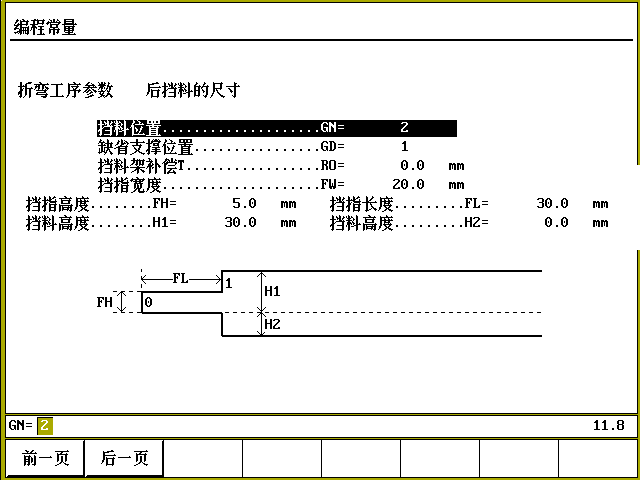 编程常量
折弯工序参数 后挡料的尺寸
挡料位置....................GN= 2
缺省支撑位置................GD= 1
挡料架补偿T.................RO= 0.0 mm
挡指宽度....................FW= 20.0 mm
挡指高度........FH= 5.0 mm 挡指长度.........FL= 30.0 mm
挡料高度........H1= 30.0 mm 挡料高度.........H2= 0.0 mm
FL 1 H1
FH 0
H2
GN= 2 11.8
前一页 后一页